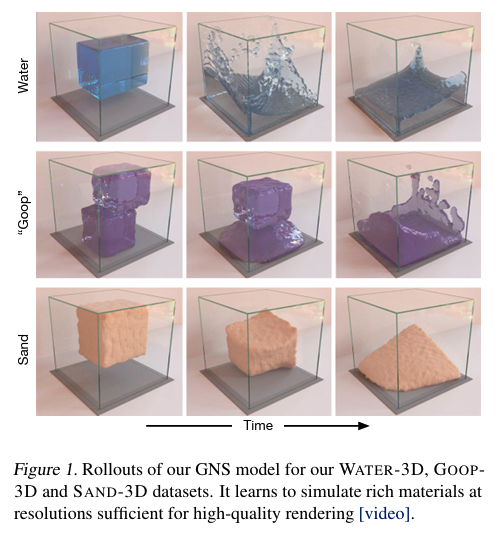 Water
“Goop”
Sand
Time
Figure 1. Rollouts of our GNS model for our WATER-3D, GOOP-
3D and SAND-3D datasets. It learns to simulate rich materials at
resolutions sufficient for high-quality rendering [video].